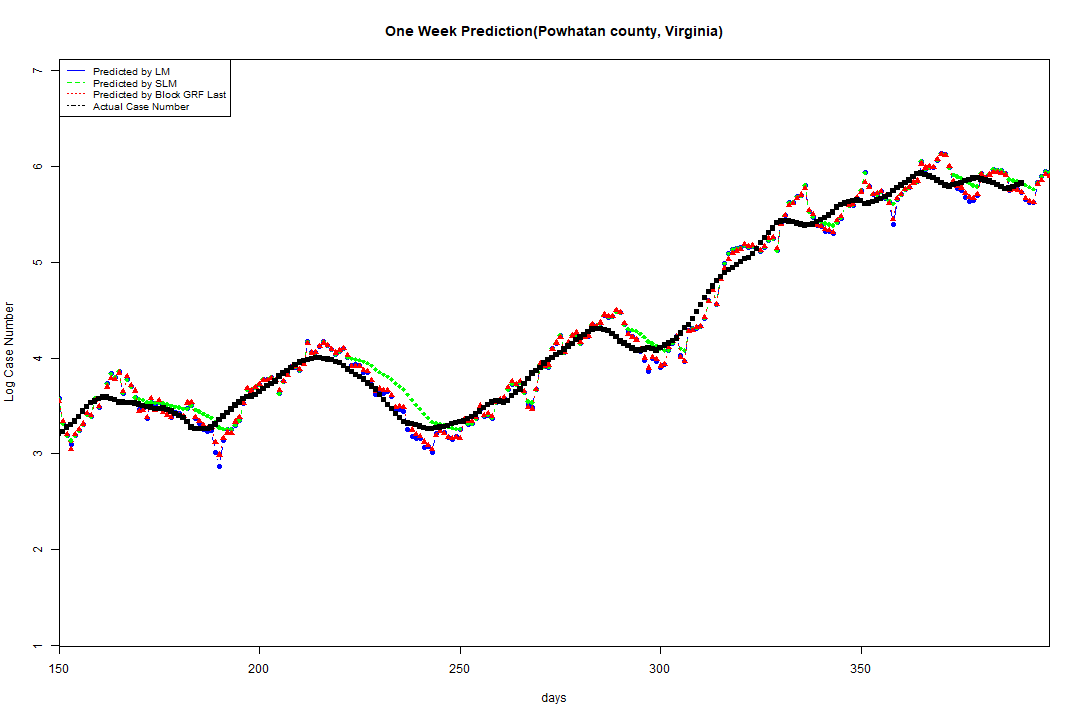 One Week Prediction(Powhatan county, Virginia)
Predicted by LM
Predicted by SLM
Predicted by Block GRF Last
Actual Case Number
7
6
5
4
3
2
1
Log Case Number
150 200 250 300 350
days